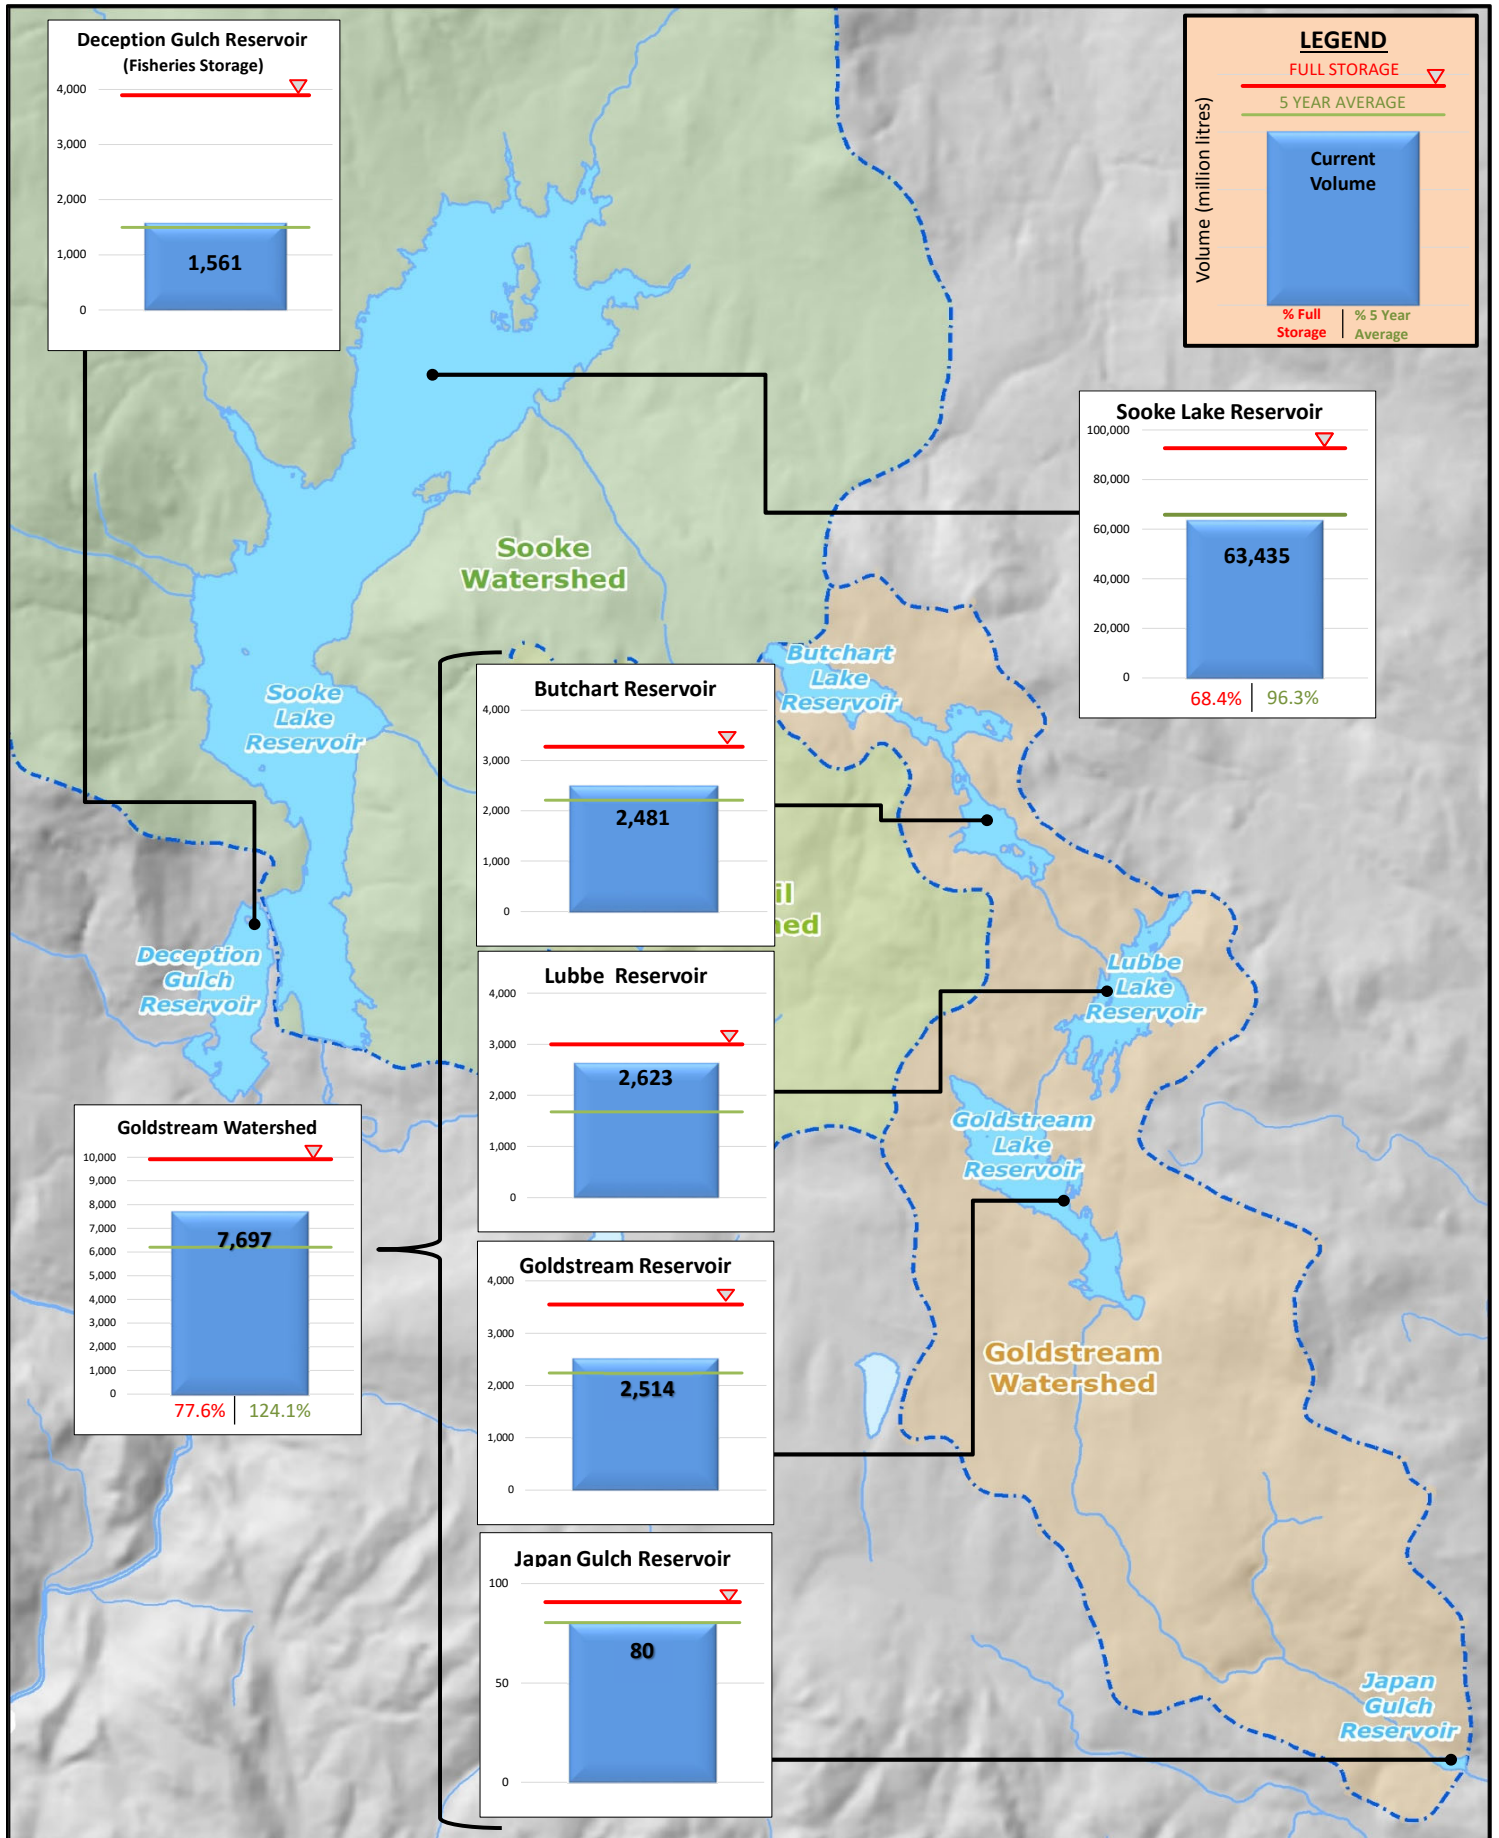 Deception Gulch Reservoir
(Fisheries Storage)
4,000
3,000
2,000
1,000
0
1,561
LEGEND
FULL STORAGE
5 YEAR AVERAGE
Volume (million litres)
Current
Volume
% Full
Storage
% 5 Year
Average
Sooke Lake Reservoir
100,000
80,000
60,000
40,000
20,000
0
63,435
68.4%
96.3%
Sooke
Watershed
Sooke
Lake
Reservoir
Butchart
Lake
Reservoir
Butchart Reservoir
4,000
3,000
2,000
1,000
0
2,481
il
ed
Deception
Gulch
Reservoir
Lubbe Reservoir
4,000
3,000
2,000
1,000
0
2,623
Lubbe
Lake
Reservoir
Goldstream
Lake
Reservoir
Goldstream Watershed
10,000
9,000
8,000
7,000
6,000
5,000
4,000
3,000
2,000
1,000
0
7,697
77.6%
124.1%
Goldstream Reservoir
4,000
3,000
2,000
1,000
0
2,514
Goldstream
Watershed
Japan Gulch Reservoir
100
50
0
80
Japan
Gulch
Reservoir